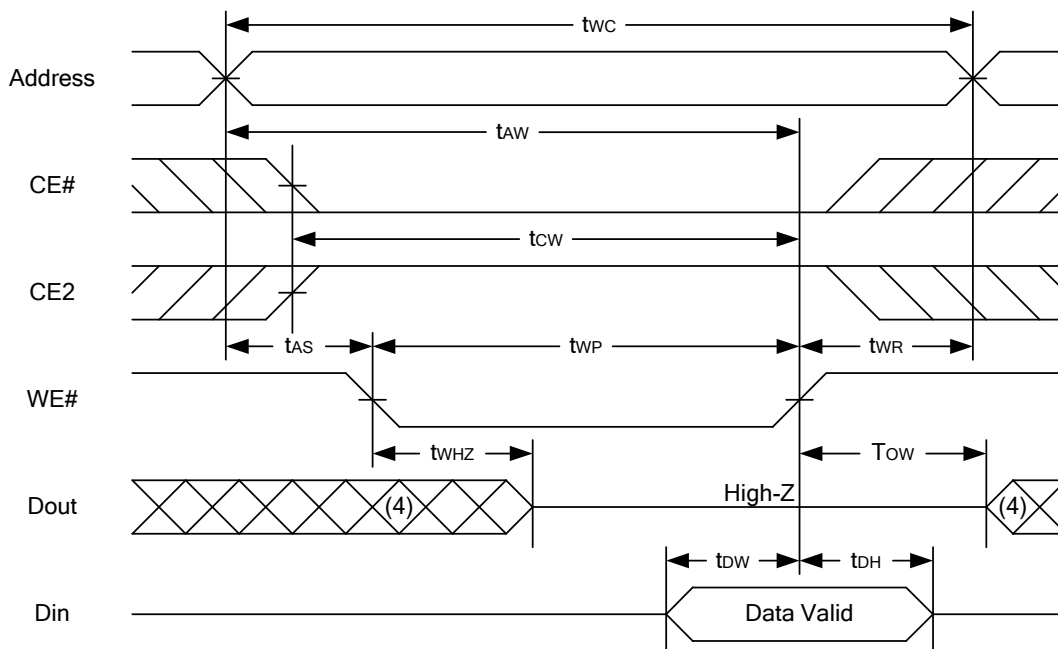 tWC
Address
tAW
CE#
tCW
CE2
tAS
tWP
tWR
WE#
tWHZ
TOW
Dout
(4)
High-Z
(4)
tDW
tDH
Din
Data Valid